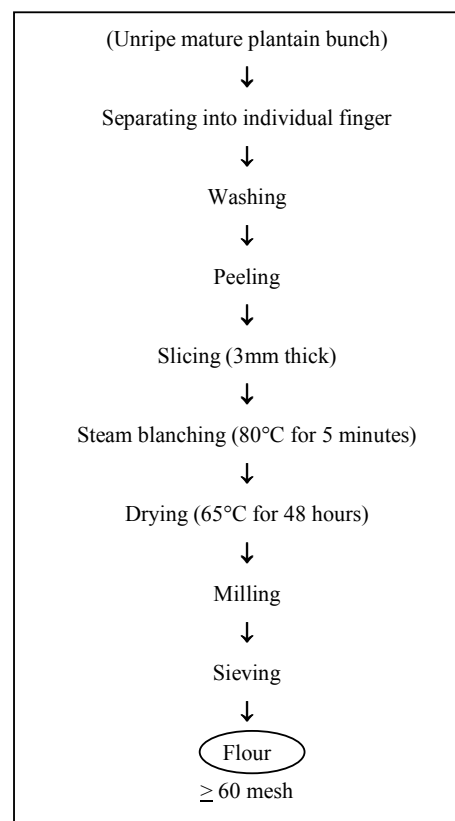 (Unripe mature plantain bunch)
↓
Separating into individual finger
↓
Washing
↓
Peeling
↓
Slicing (3mm thick)
↓
Steam blanching (80°C for 5 minutes)
↓
Drying (65°C for 48 hours)
↓
Milling
↓
Sieving
↓
Flour
≥ 60 mesh